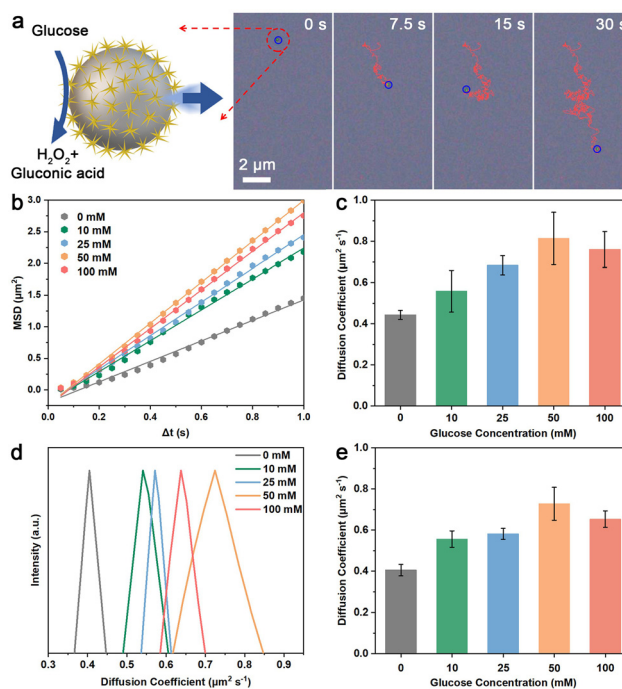 a
Glucose
H₂O₂+
Gluconic acid
0 s
7.5 s
15 s
30 s
2 μm
b
0 mM
10 mM
25 mM
50 mM
100 mM
MSD (μm²)
3.0
2.5
2.0
1.5
1.0
0.5
0.0
0.0 0.2 0.4 0.6 0.8 1.0
Δt (s)
c
Diffusion Coefficient (μm² s⁻¹)
1.0
0.8
0.6
0.4
0.2
0.0
0 10 25 50 100
Glucose Concentration (mM)
d
0 mM
10 mM
25 mM
50 mM
100 mM
Intensity (a.u.)
0.3 0.4 0.5 0.6 0.7 0.8 0.9
Diffusion Coefficient (μm² s⁻¹)
e
Diffusion Coefficient (μm² s⁻¹)
1.0
0.8
0.6
0.4
0.2
0.0
0 10 25 50 100
Glucose Concentration (mM)